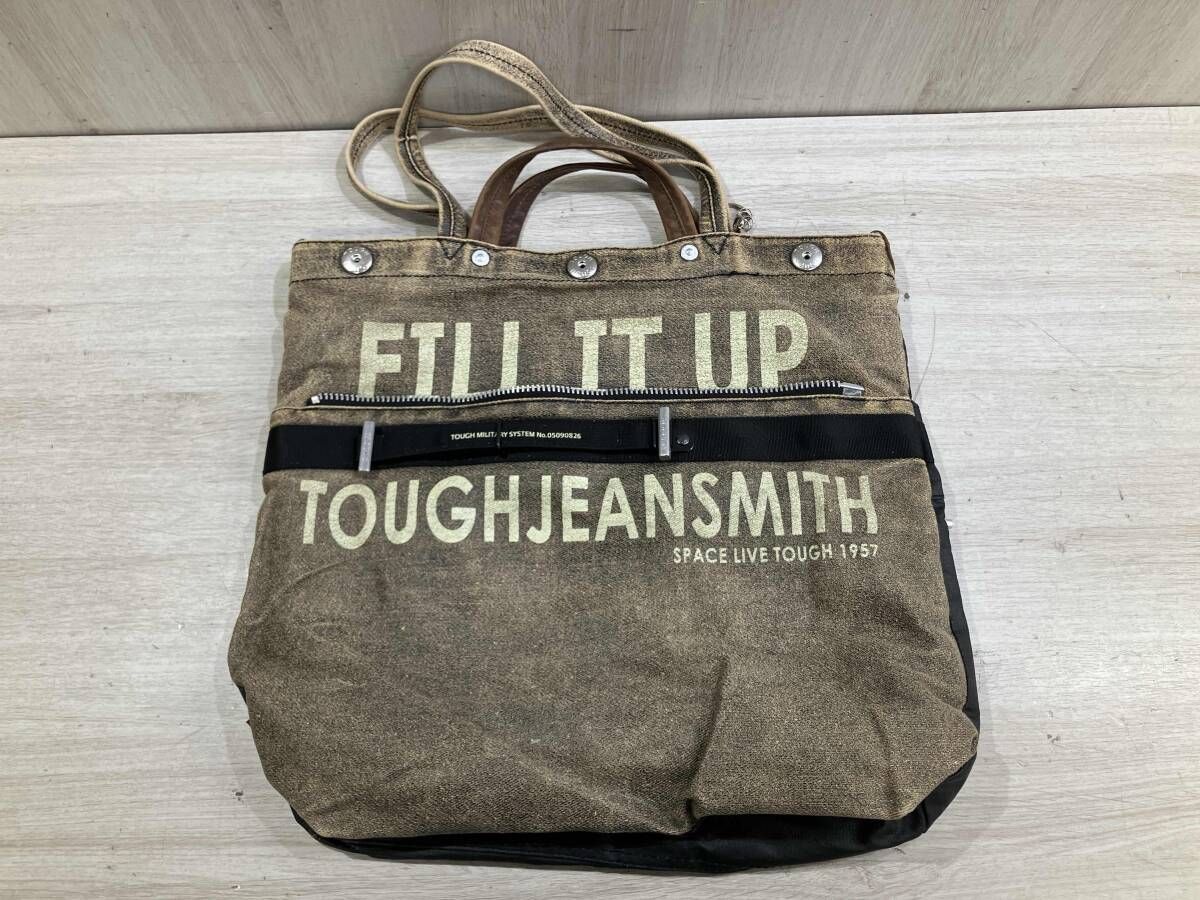 FILL IT UP
TOUGH MILITARY SYSTEM No.05090826
TOUGHJEANSMITH
SPACE LIVE TOUGH 1957